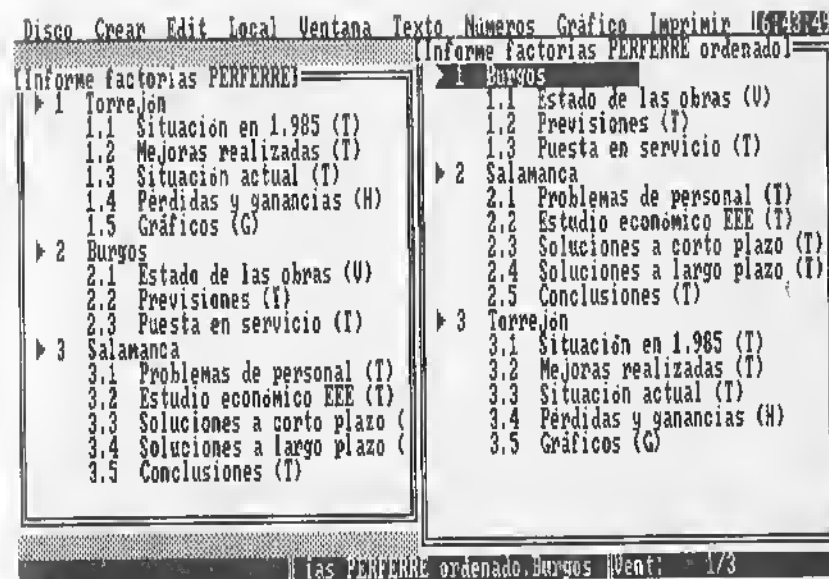 Disco Crear Edit Local Ventana Texto Números Gráfico Imprimir
[Informe factorías PERFERRE]
1 Torrejón
1.1 Situación en 1.985 (T)
1.2 Mejoras realizadas (T)
1.3 Situación actual (T)
1.4 Pérdidas y ganancias (H)
1.5 Gráficos (G)
2 Burgos
2.1 Estado de las obras (V)
2.2 Previsiones (T)
2.3 Puesta en servicio (T)
3 Salamanca
3.1 Problemas de personal (T)
3.2 Estudio económico EEE (T)
3.3 Soluciones a corto plazo (
3.4 Soluciones a largo plazo (
3.5 Conclusiones (T)
[Informe factorías PERFERRE ordenado]
1 Burgos
1.1 Estado de las obras (V)
1.2 Previsiones (T)
1.3 Puesta en servicio (T)
2 Salamanca
2.1 Problemas de personal (T)
2.2 Estudio económico EEE (T)
2.3 Soluciones a corto plazo (T)
2.4 Soluciones a largo plazo (T)
2.5 Conclusiones (T)
3 Torrejón
3.1 Situación en 1.985 (T)
3.2 Mejoras realizadas (T)
3.3 Situación actual (T)
3.4 Pérdidas y ganancias (H)
3.5 Gráficos (G)
ias PERFERRE ordenado.Burgos Vent: 1/3